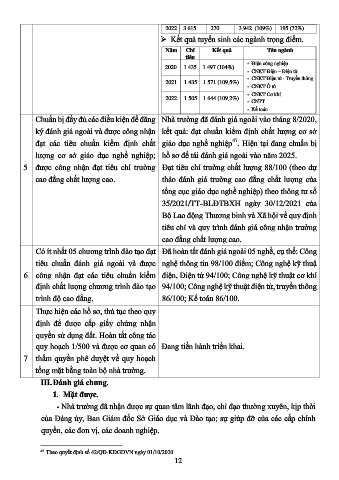 2022 3 615 270 3 942 (109%) 195 (72%)
➢ Kết quả tuyển sinh các ngành trọng điểm.
Năm Chỉ tiêu Kết quả Tên ngành
2020 1 435 1 497 (104%)
2021 1 435 1 571 (109,5%)
2022 1 505 1 644 (109,2%)
+ Điện công nghiệp
+ CNKT Điện – Điện tử
+ CNKT Điện tử - Truyền thông
+ CNKT Ô tô
+ CNKT Cơ khí
+ CNTT
+ Kế toán
5
Chuẩn bị đầy đủ các điều kiện để đăng
ký đánh giá ngoài và được công nhận
đạt các tiêu chuẩn kiểm định chất
lượng cơ sở giáo dục nghề nghiệp;
được công nhận đạt tiêu chí trường
cao đẳng chất lượng cao.
Nhà trường đã đánh giá ngoài vào tháng 8/2020,
kết quả: đạt chuẩn kiểm định chất lượng cơ sở
giáo dục nghề nghiệp. Hiện tại đang chuẩn bị
hồ sơ để tái đánh giá ngoài vào năm 2025.
Đạt tiêu chí trường chất lượng 88/100 (theo dự
thảo đánh giá trường cao đẳng chất lượng của
tổng cục giáo dục nghề nghiệp) theo thông tư số
35/2021/TT-BLĐTBXH ngày 30/12/2021 của
Bộ Lao động Thương binh và Xã hội về quy định
tiêu chí và quy trình đánh giá công nhận trường
cao đẳng chất lượng cao.
6
Có ít nhất 05 chương trình đào tạo đạt
tiêu chuẩn đánh giá ngoài và được
công nhận đạt các tiêu chuẩn kiểm
định chất lượng chương trình đào tạo
trình độ cao đẳng.
Đã hoàn tất đánh giá ngoài 05 nghề, cụ thể: Công
nghệ thông tin 98/100 điểm; Công nghệ kỹ thuậ
điện, Điện tử 94/100; Công nghệ kỹ thuật cơ khí
94/100; Công nghệ kỹ thuật điện tử, truyền thông
86/100; Kế toán 86/100.
7
Thực hiện các hồ sơ, thủ tục theo quy
định để được cấp giấy chứng nhận
quyền sử dụng đất. Hoàn tất công tác
quy hoạch 1/500 và được cơ quan có
thẩm quyền phê duyệt về quy hoạch
tổng mặt bằng toàn bộ nhà trường.
Đang tiến hành triển khai.
III. Đánh giá chung.
1. Mặt được.
- Nhà trường đã nhận được sự quan tâm lãnh đạo, chỉ đạo thường xuyên, kịp thời
của Đảng ủy, Ban Giám đốc Sở Giáo dục và Đào tạo; sự giúp đỡ của các cấp chính
quyền, các đơn vị, các doanh nghiệp.
Theo quyết định số 42/QĐ-KĐGDVN ngày 01/10/2020
12